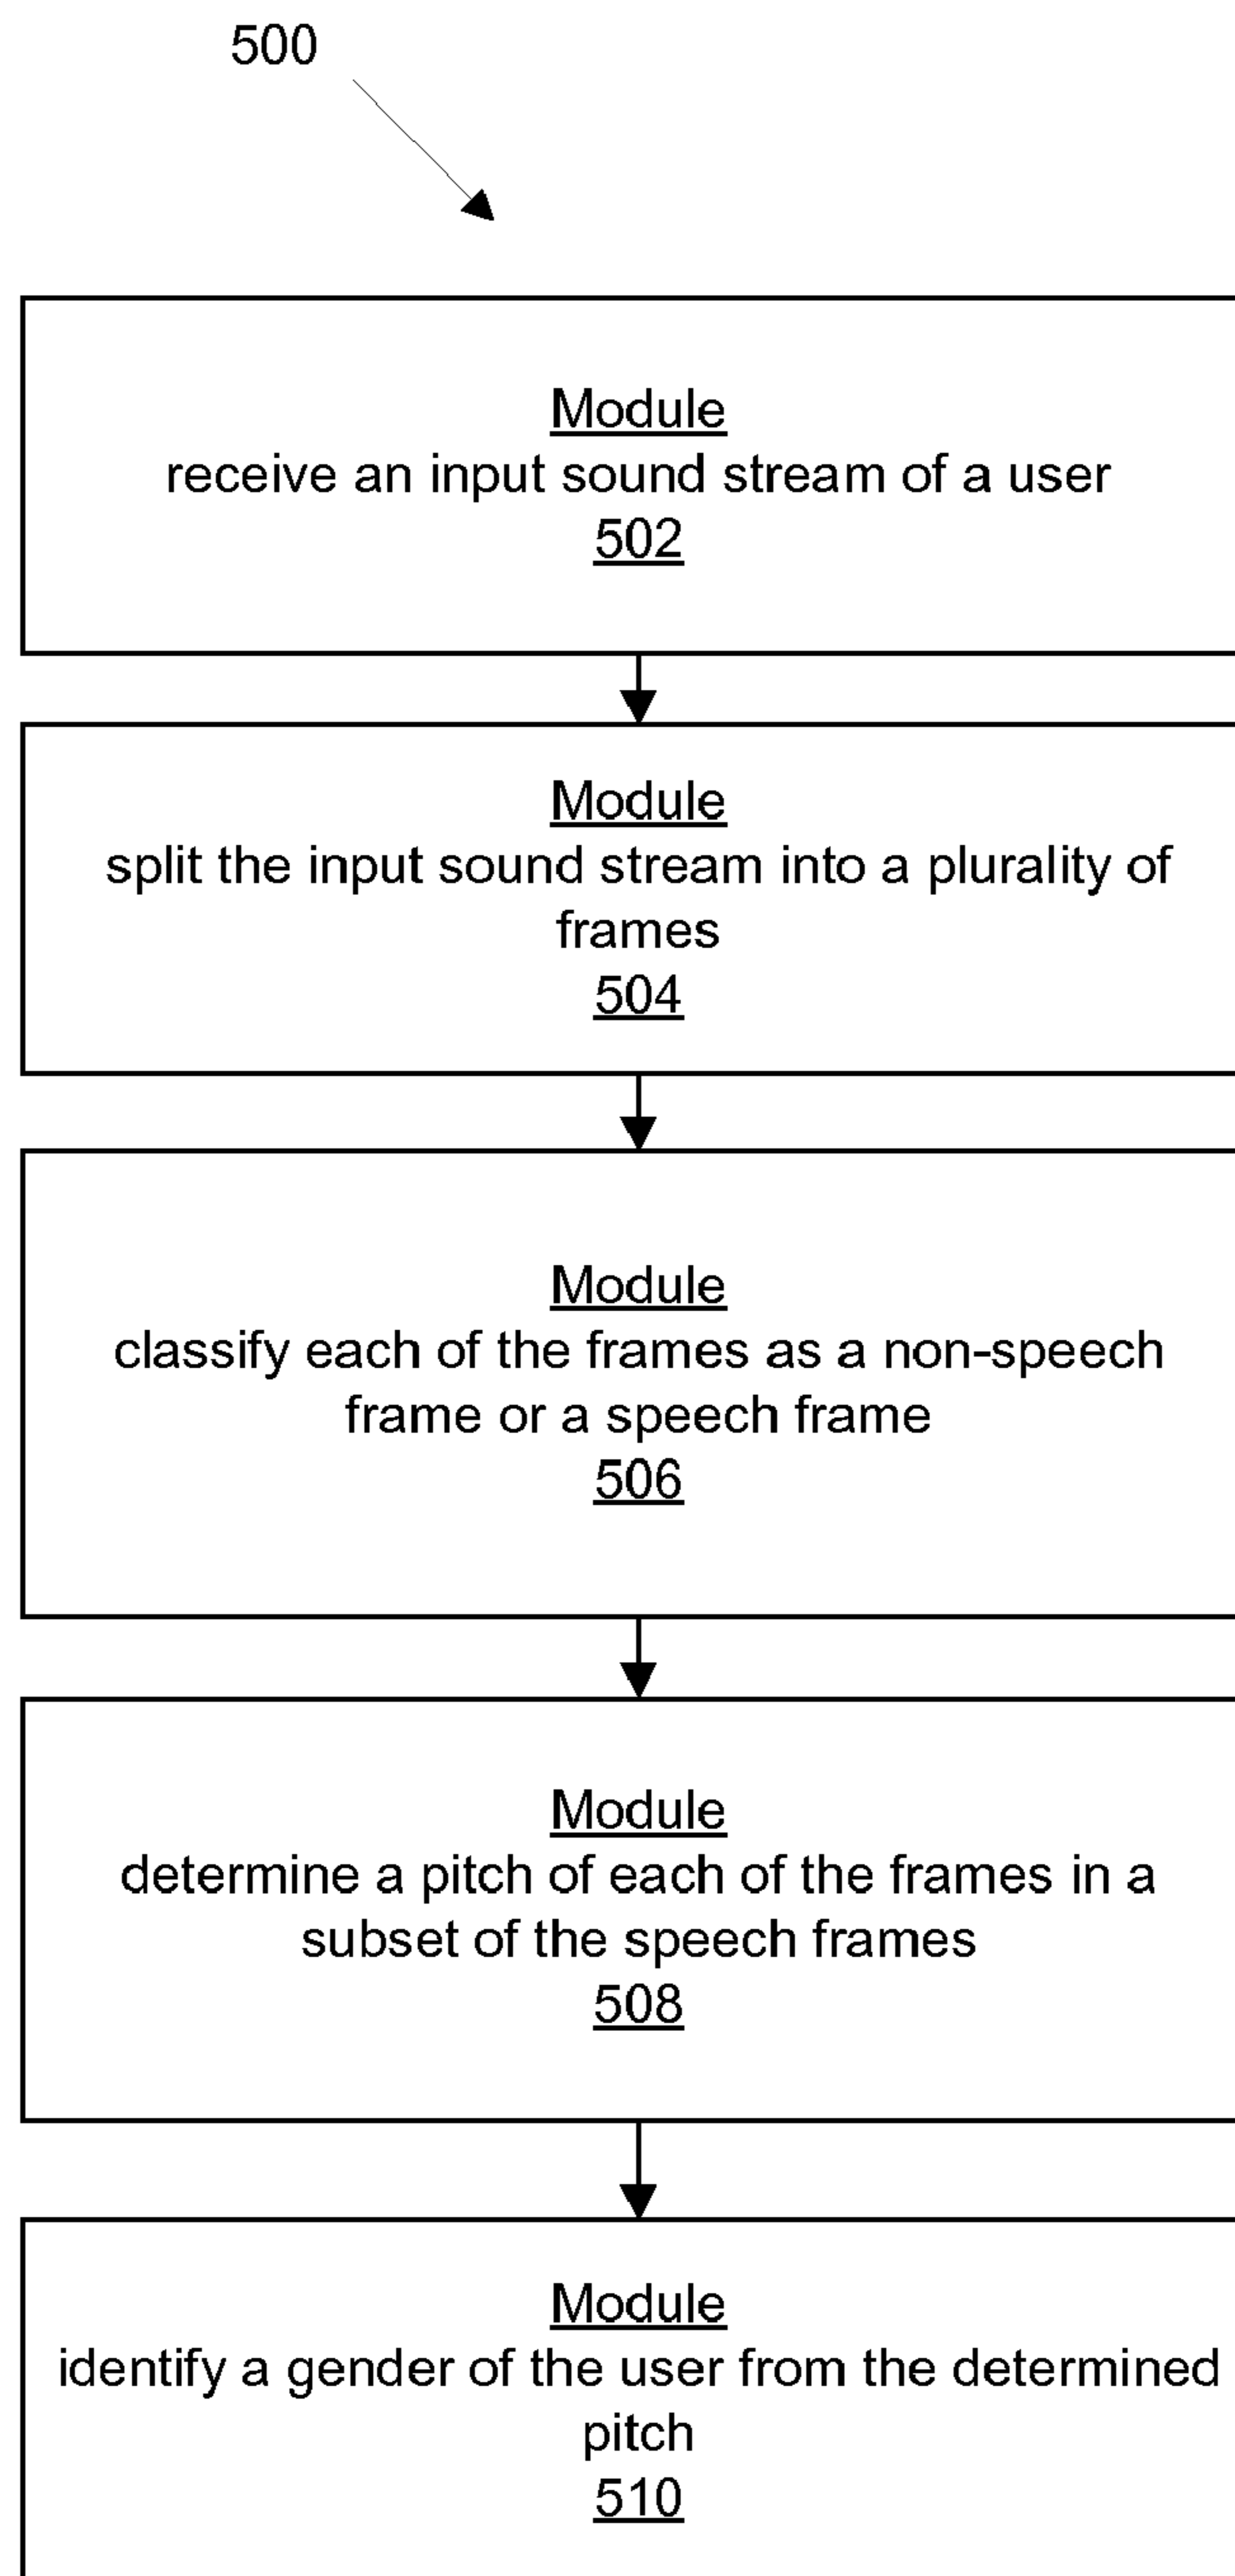 500
Module
receive an input sound stream of a user
502
Module
split the input sound stream into a plurality of
frames
504
Module
classify each of the frames as a non-speech
frame or a speech frame
506
Module
determine a pitch of each of the frames in a
subset of the speech frames
508
Module
identify a gender of the user from the determined
pitch
510